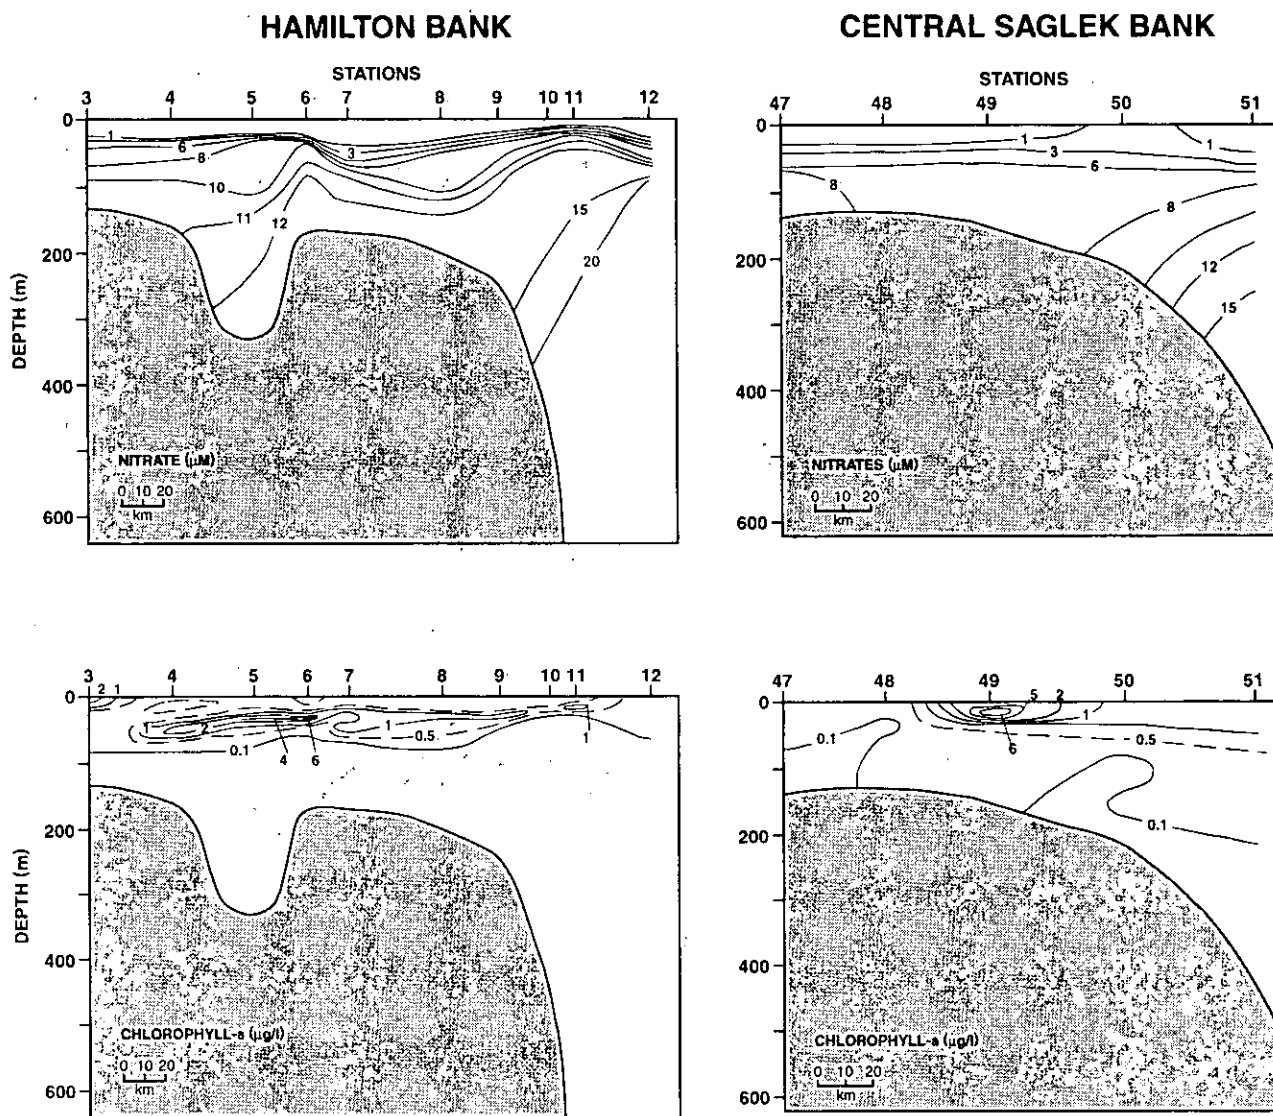 HAMILTON BANK
STATIONS
3 4 5 6 7 8 9 10 11 12
0
200
400
600
DEPTH (m)
1
6
8
10
11
12
3
15
20
NITRATE (µM)
0 10 20
km
CENTRAL SAGLEK BANK
STATIONS
47 48 49 50 51
0
200
400
600
1
3
6
8
1
8
12
15
NITRATES (µM)
0 10 20
km
3 4 5 6 7 8 9 10 11 12
0
200
400
600
DEPTH (m)
2 1
1
2
0.1
4
6
1
0.5
1
CHLOROPHYLL-a (µg/l)
0 10 20
km
47 48 49 50 51
0
200
400
600
0.1
5 2
1
6
0.5
0.1
CHLOROPHYLL-a (µg/l)
0 10 20
km